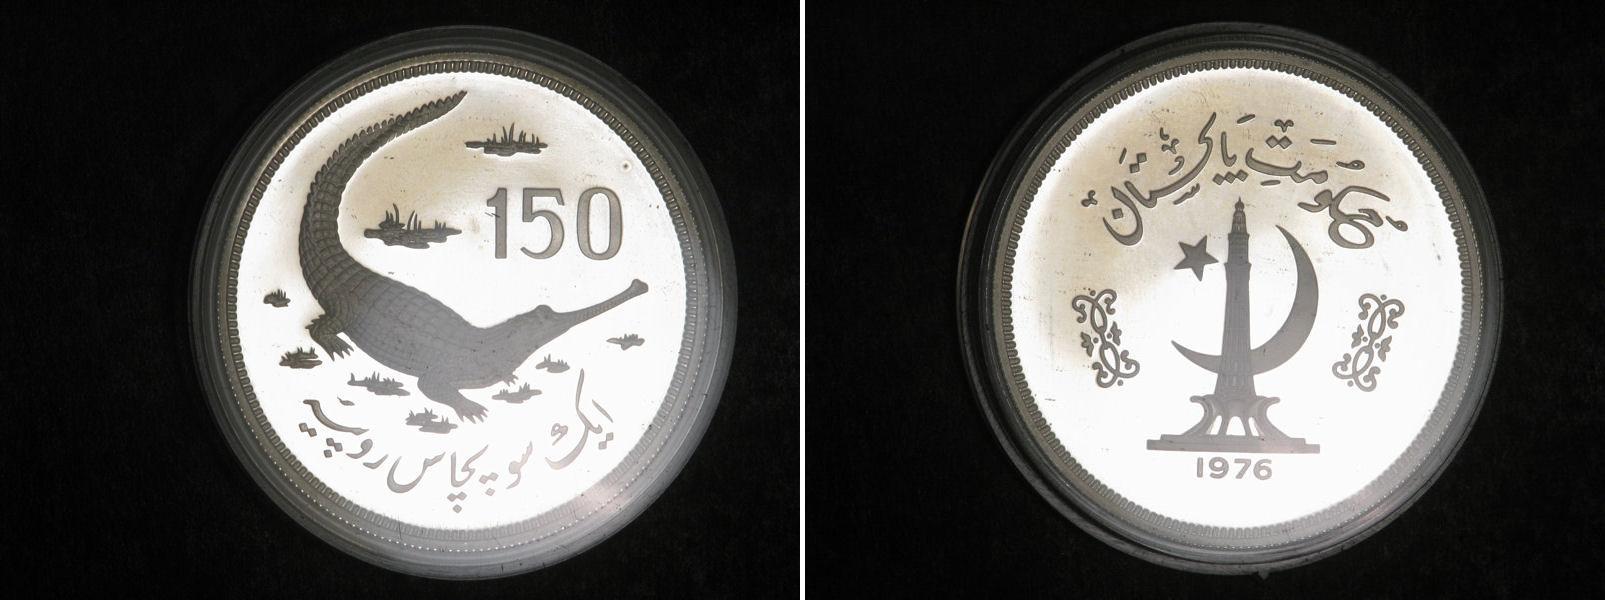 150
ایک سو پچاس روپیہ
حکومتِ پاکستان
1976